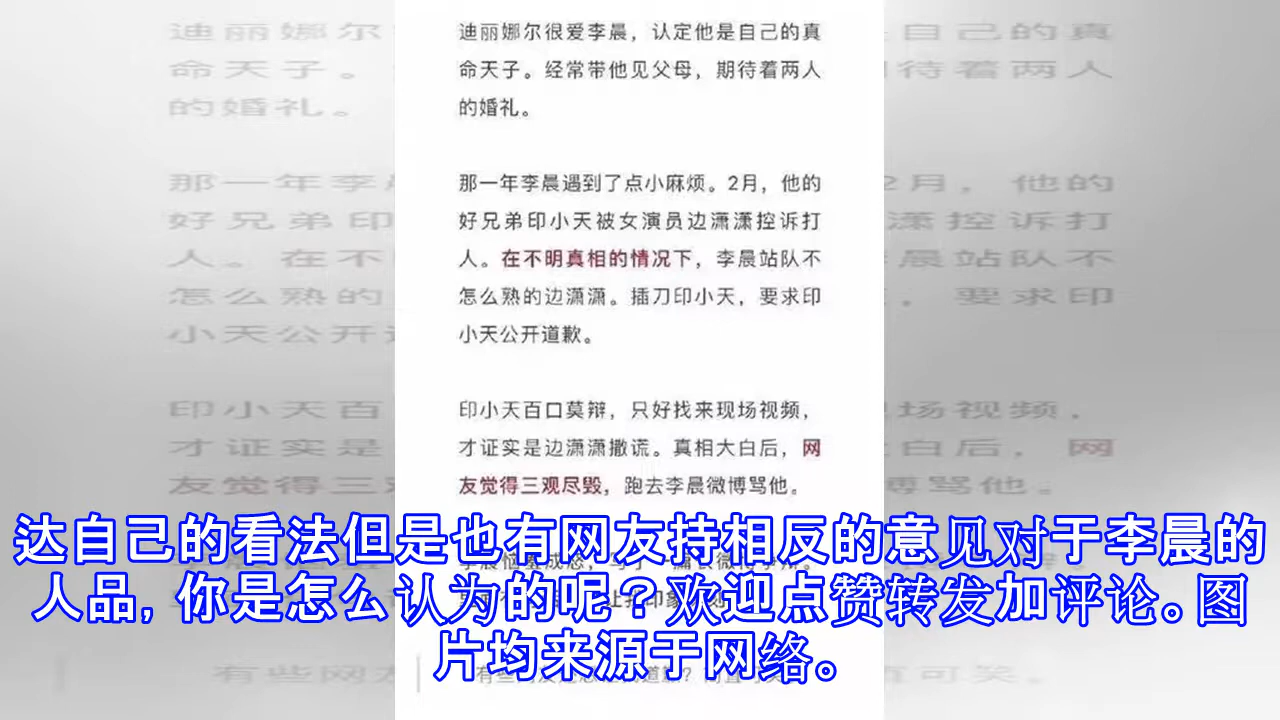 迪丽娜尔很爱李晨，认定他是自己的真
命天子。经常带他见父母，期待着两人
的婚礼。
那一年李晨遇到了点小麻烦。2月，他的
好兄弟印小天被女演员边潇潇控诉打
人。在不明真相的情况下，李晨站队不
怎么熟的边潇潇。插刀印小天，要求印
小天公开道歉。
印小天百口莫辩，只好找来现场视频，
才证实是边潇潇撒谎。真相大白后，网
友觉得三观尽毁，跑去李晨微博骂他。
达自己的看法但是也有网友持相反的意见对于李晨的
人品，你是怎么认为的呢？欢迎点赞转发加评论。图
片均来源于网络。